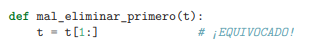 def mal_eliminar_primero(t):
    t = t[1:]                # ¡EQUIVOCADO!